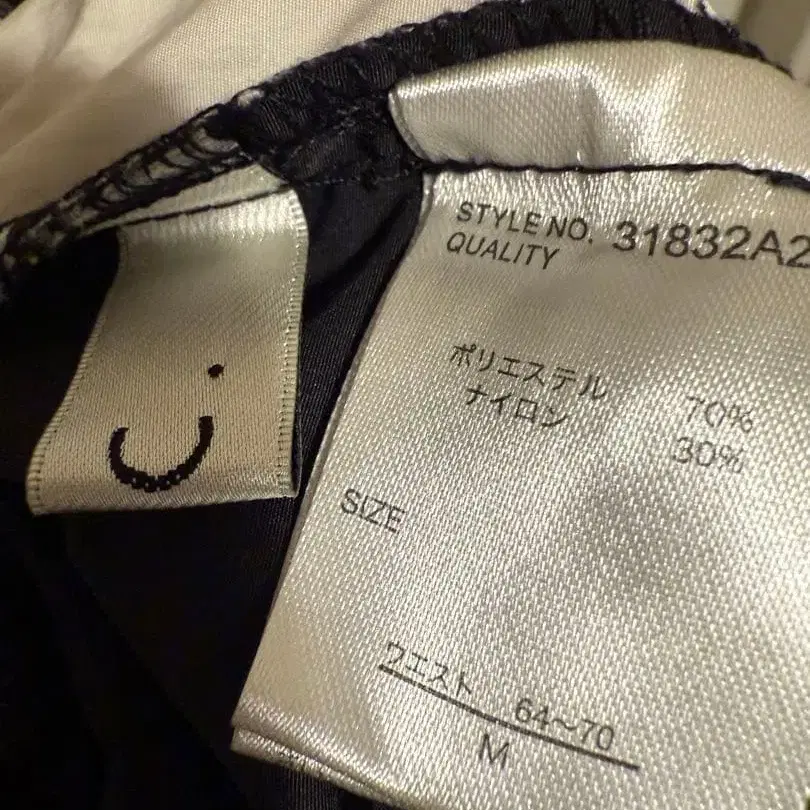 STYLE NO. 31832A2
QUALITY
ポリエステル 70%
ナイロン 30%
SIZE
ウエスト 64~70
M